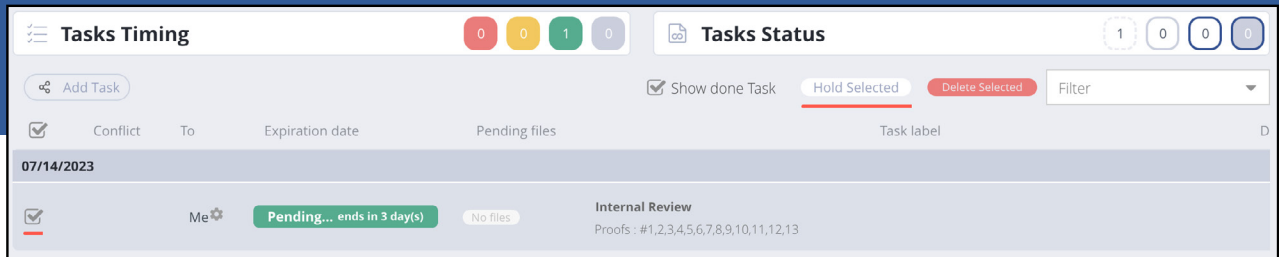 Tasks Timing 0 0 1 0 Tasks Status 1 0 0 0
Add Task Show done Task Hold Selected Delete Selected Filter
Conflict To Expiration date Pending files Task label D
07/14/2023
Me Pending... ends in 3 day(s) No files Internal Review
Proofs : #1,2,3,4,5,6,7,8,9,10,11,12,13